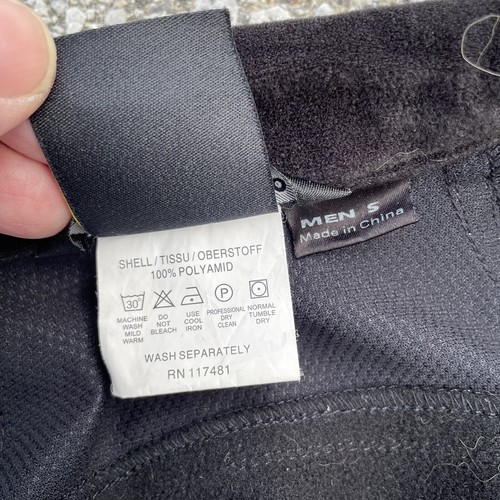 MEN S
Made in China
SHELL / TISSU / OBERSTOFF
100% POLYAMID
30
P
MACHINE WASH MILD WARM
DO NOT BLEACH
USE COOL IRON
PROFESSIONAL DRY CLEAN
NORMAL TUMBLE DRY
WASH SEPARATELY
RN 117481